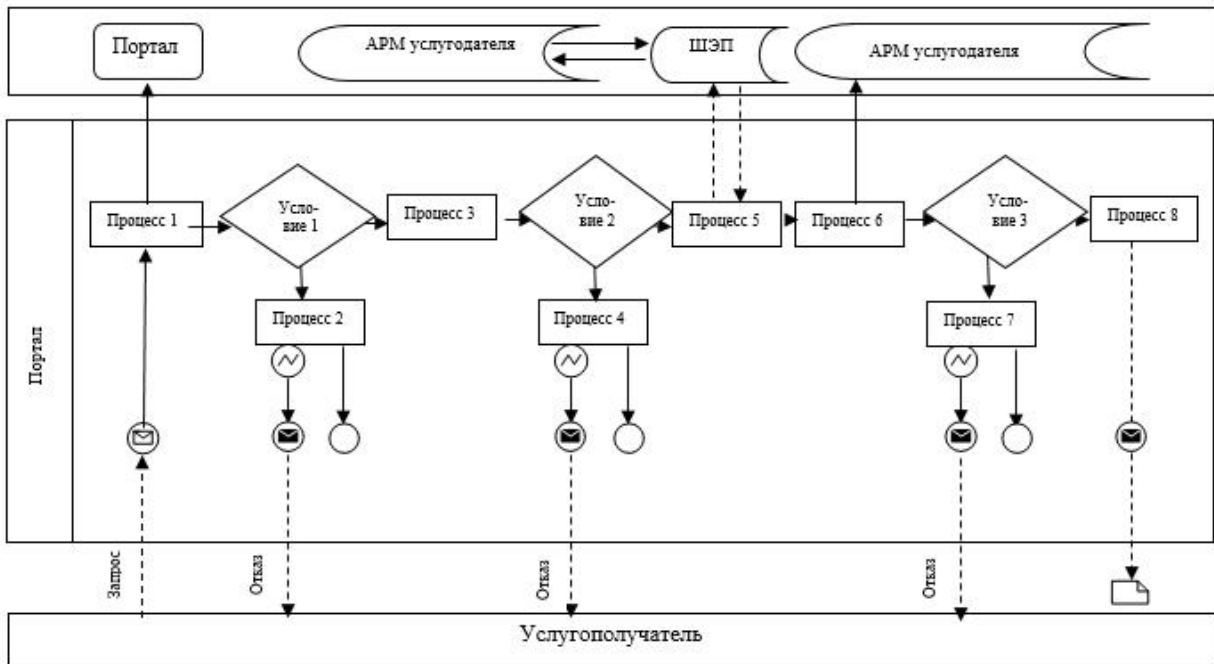 Портал
АРМ услугодателя
ШЭП
АРМ услугодателя
Портал
Процесс 1
Усло-
вие 1
Процесс 3
Усло-
вие 2
Процесс 5
Процесс 6
Усло-
вие 3
Процесс 8
Процесс 2
Процесс 4
Процесс 7
Запрос
Отказ
Отказ
Отказ
Услугополучатель